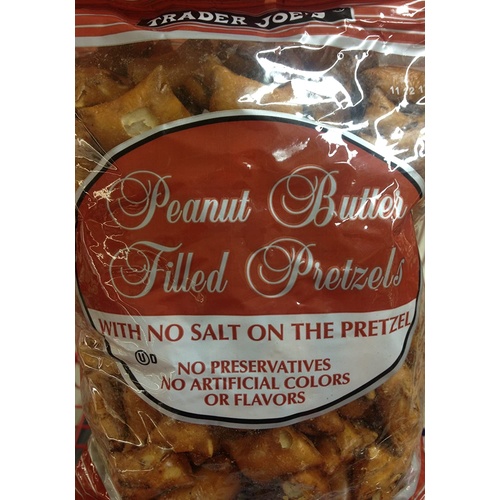 TRADER JOE'S
Peanut Butter
Filled Pretzels
WITH NO SALT ON THE PRETZEL
U D
NO PRESERVATIVES
NO ARTIFICIAL COLORS
OR FLAVORS